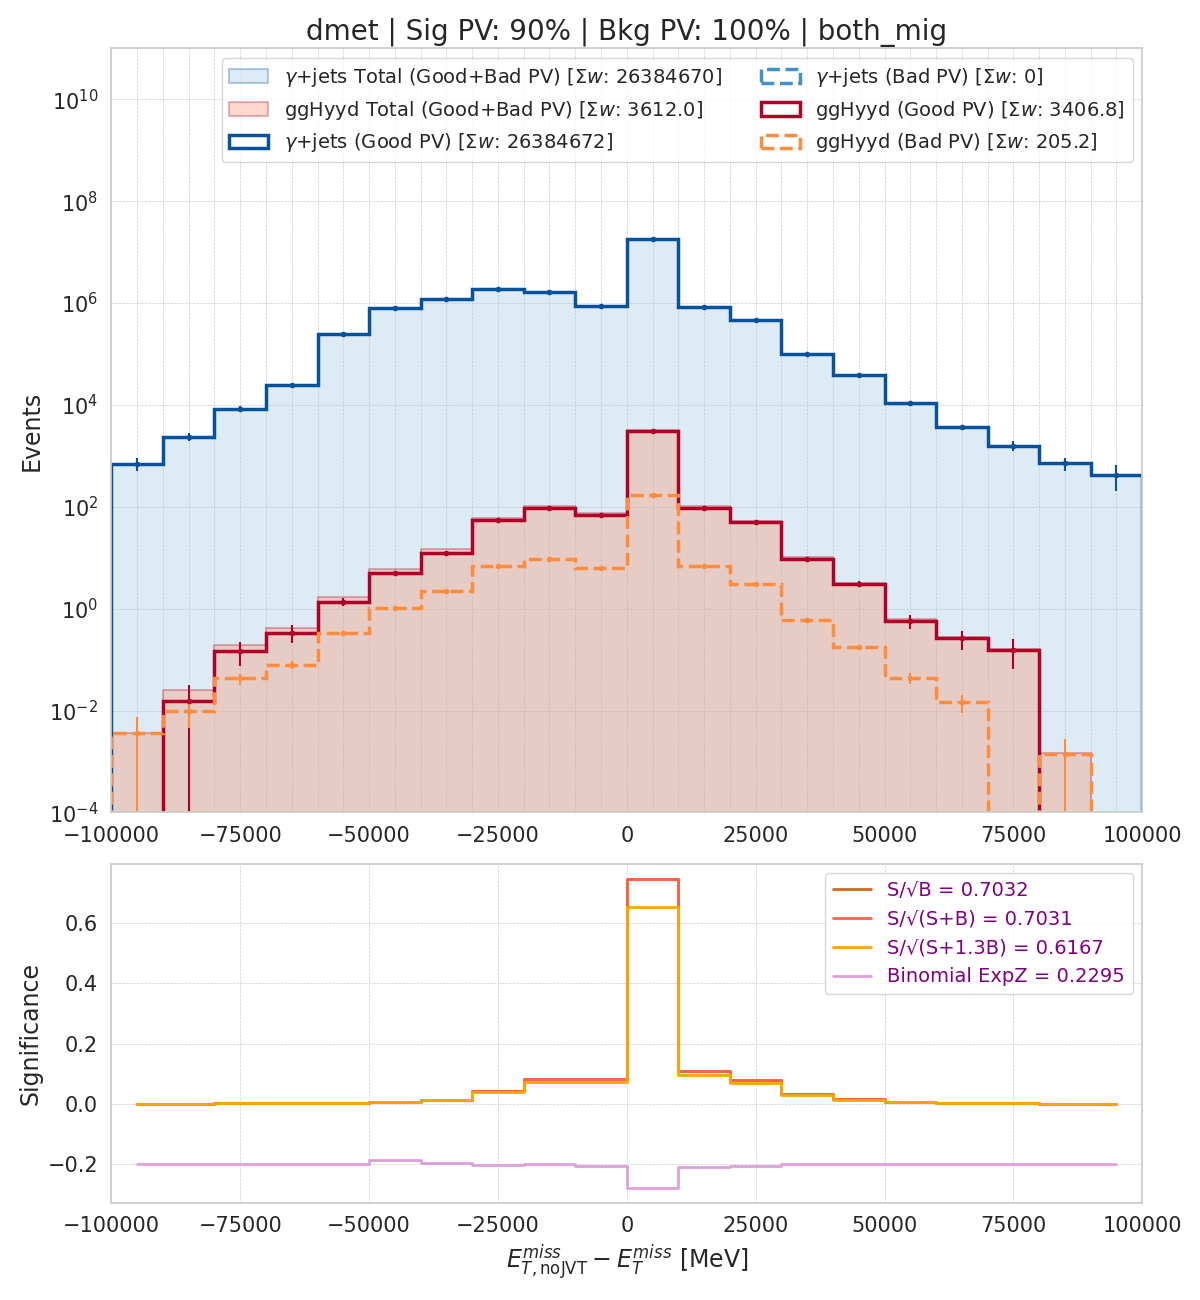 dmet | Sig PV: 90% | Bkg PV: 100% | both_mig
γ+jets Total (Good+Bad PV) [Σw: 26384670]
ggHyyd Total (Good+Bad PV) [Σw: 3612.0]
γ+jets (Good PV) [Σw: 26384672]
γ+jets (Bad PV) [Σw: 0]
ggHyyd (Good PV) [Σw: 3406.8]
ggHyyd (Bad PV) [Σw: 205.2]
Events
10^10
10^8
10^6
10^4
10^2
10^0
10^−2
10^−4
−100000 −75000 −50000 −25000 0 25000 50000 75000 100000
S/√B = 0.7032
S/√(S+B) = 0.7031
S/√(S+1.3B) = 0.6167
Binomial ExpZ = 0.2295
Significance
0.6
0.4
0.2
0.0
−0.2
−100000 −75000 −50000 −25000 0 25000 50000 75000 100000
E^miss_T,noJVT − E^miss_T [MeV]